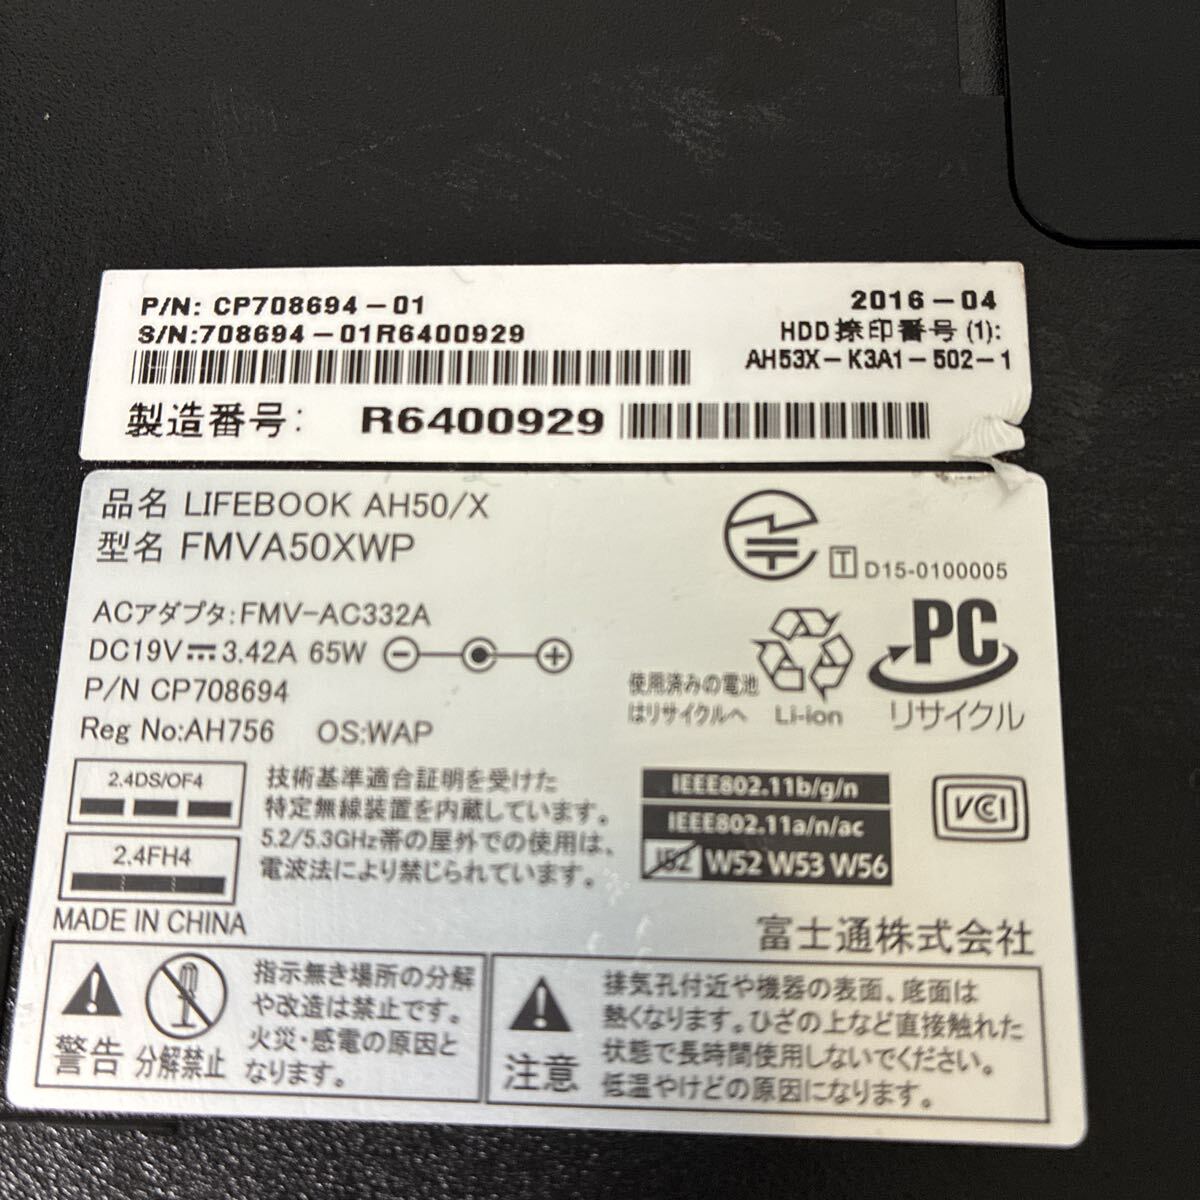 P/N: CP708694-01
2016-04
S/N:708694-01R6400929
HDD捺印番号(1):
AH53X-K3A1-502-1
製造番号: R6400929
品名 LIFEBOOK AH50/X
型名 FMVA50XWP
T D15-0100005
ACアダプタ:FMV-AC332A
DC19V 3.42A 65W
P/N CP708694
Reg No:AH756 OS:WAP
使用済みの電池
はリサイクルへ
Li-ion
PC
リサイクル
2.4DS/OF4
2.4FH4
技術基準適合証明を受けた
特定無線装置を内蔵しています。
5.2/5.3GHz帯の屋外での使用は、
電波法により禁じられています。
IEEE802.11b/g/n
IEEE802.11a/n/ac
J52 W52 W53 W56
VCCI
MADE IN CHINA
富士通株式会社
警告
分解禁止
指示無き場所の分解
や改造は禁止です。
火災・感電の原因と
なります。
注意
排気孔付近や機器の表面、底面は
熱くなります。ひざの上など直接触れた
状態で長時間使用しないでください。
低温やけどの原因になります。